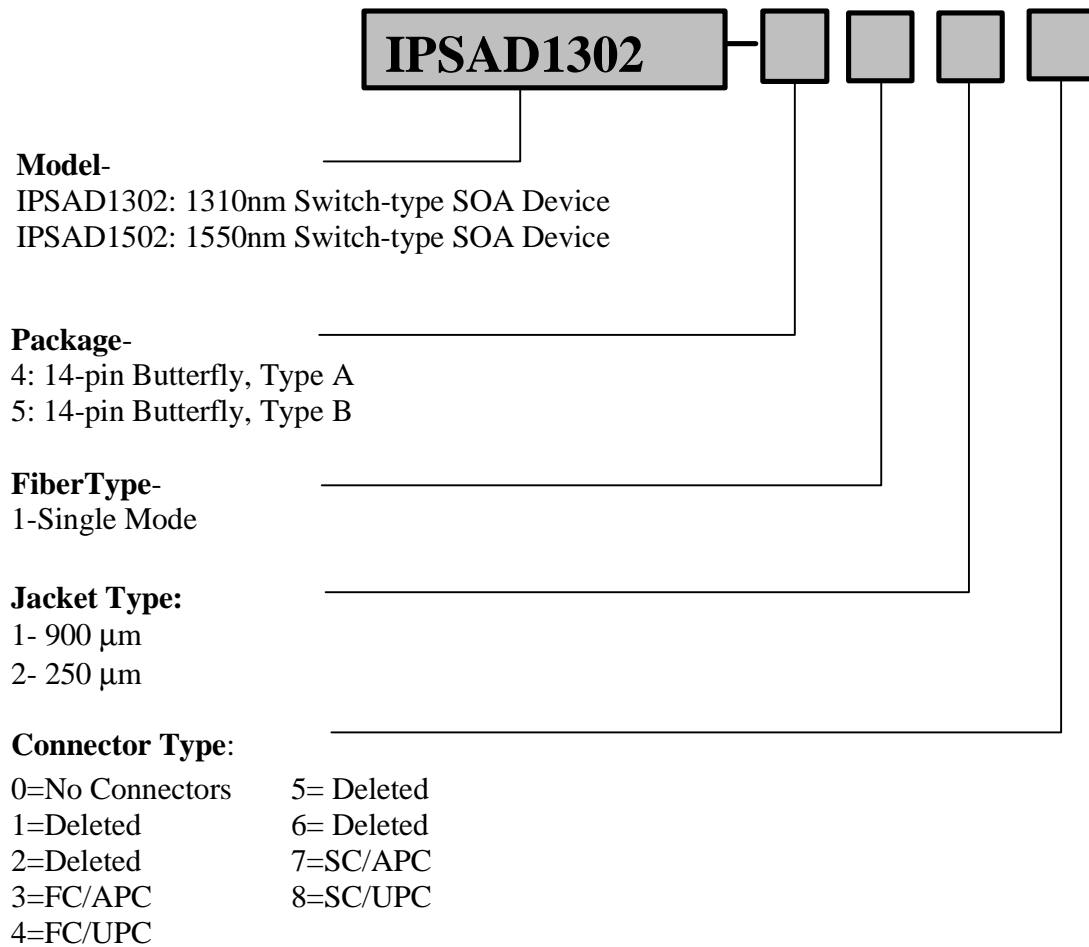 IPSAD1302
Model-
IPSAD1302: 1310nm Switch-type SOA Device
IPSAD1502: 1550nm Switch-type SOA Device
Package-
4: 14-pin Butterfly, Type A
5: 14-pin Butterfly, Type B
FiberType-
1-Single Mode
Jacket Type:
1- 900 μm
2- 250 μm
Connector Type:
0=No Connectors
1=Deleted
2=Deleted
3=FC/APC
4=FC/UPC
5= Deleted
6= Deleted
7=SC/APC
8=SC/UPC